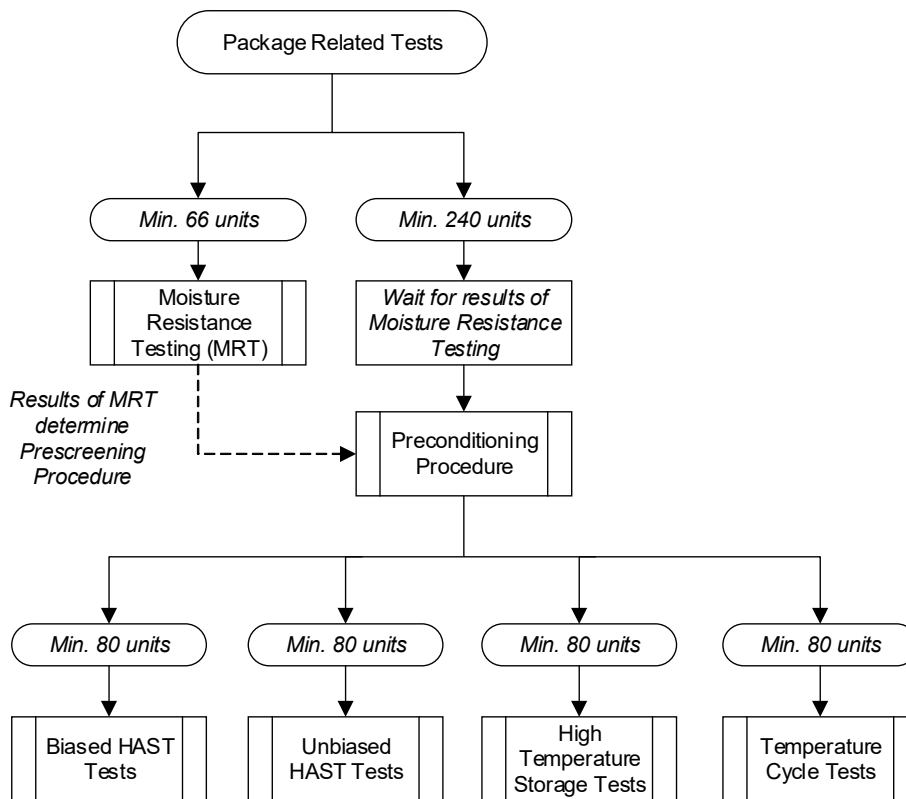 Package Related Tests
Min. 66 units
Min. 240 units
Moisture
Resistance
Testing (MRT)
Wait for results of
Moisture Resistance
Testing
Results of MRT
determine
Prescreening
Procedure
Preconditioning
Procedure
Min. 80 units
Min. 80 units
Min. 80 units
Min. 80 units
Biased HAST
Tests
Unbiased
HAST Tests
High
Temperature
Storage Tests
Temperature
Cycle Tests